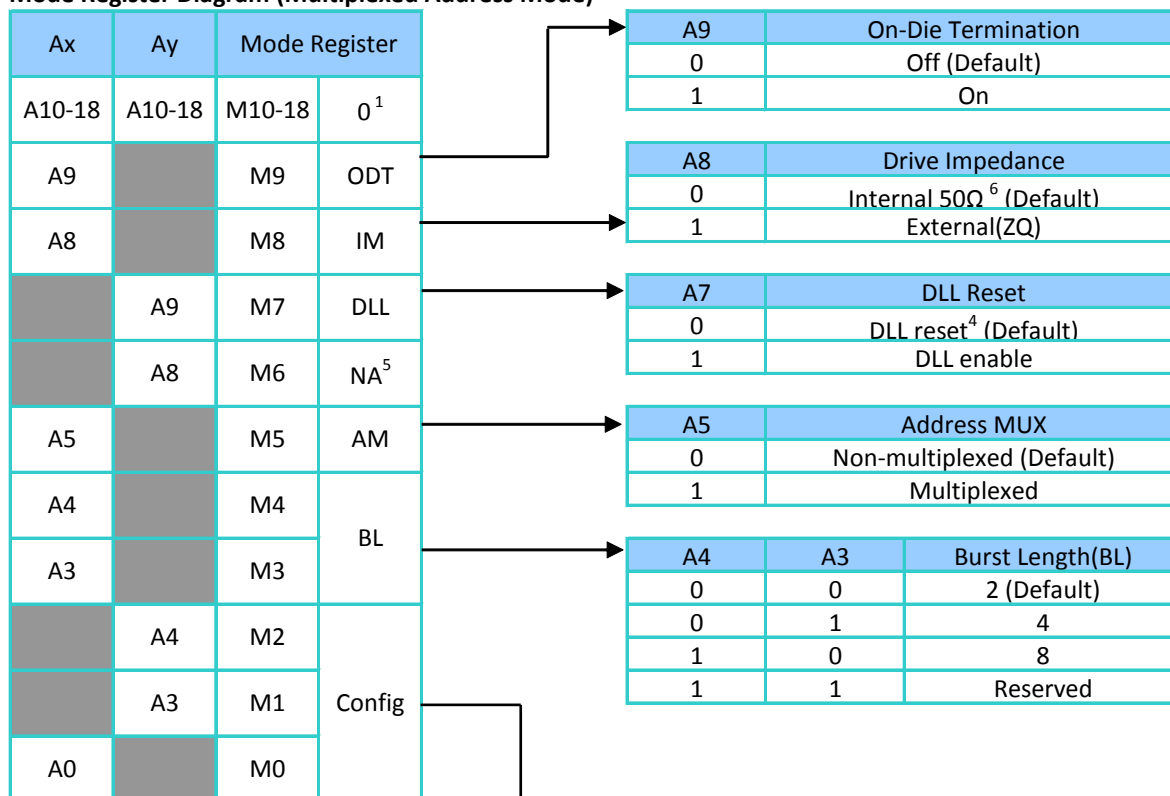 Mode Register Diagram (Multiplexed Address Mode)
Ax Ay Mode Register
A10-18 A10-18 M10-18 0 1
A9 M9 ODT
A8 M8 IM
A9 M7 DLL
A8 M6 NA5
A5 M5 AM
A4 M4
BL
A3 M3
A4 M2
A3 M1 Config
A0 M0
A9 On-Die Termination
0 Off (Default)
1 On
A8 Drive Impedance
0 Internal 50Ω 6 (Default)
1 External(ZQ)
A7 DLL Reset
0 DLL reset4 (Default)
1 DLL enable
A5 Address MUX
0 Non-multiplexed (Default)
1 Multiplexed
A4 A3 Burst Length(BL)
0 0 2 (Default)
0 1 4
1 0 8
1 1 Reserved